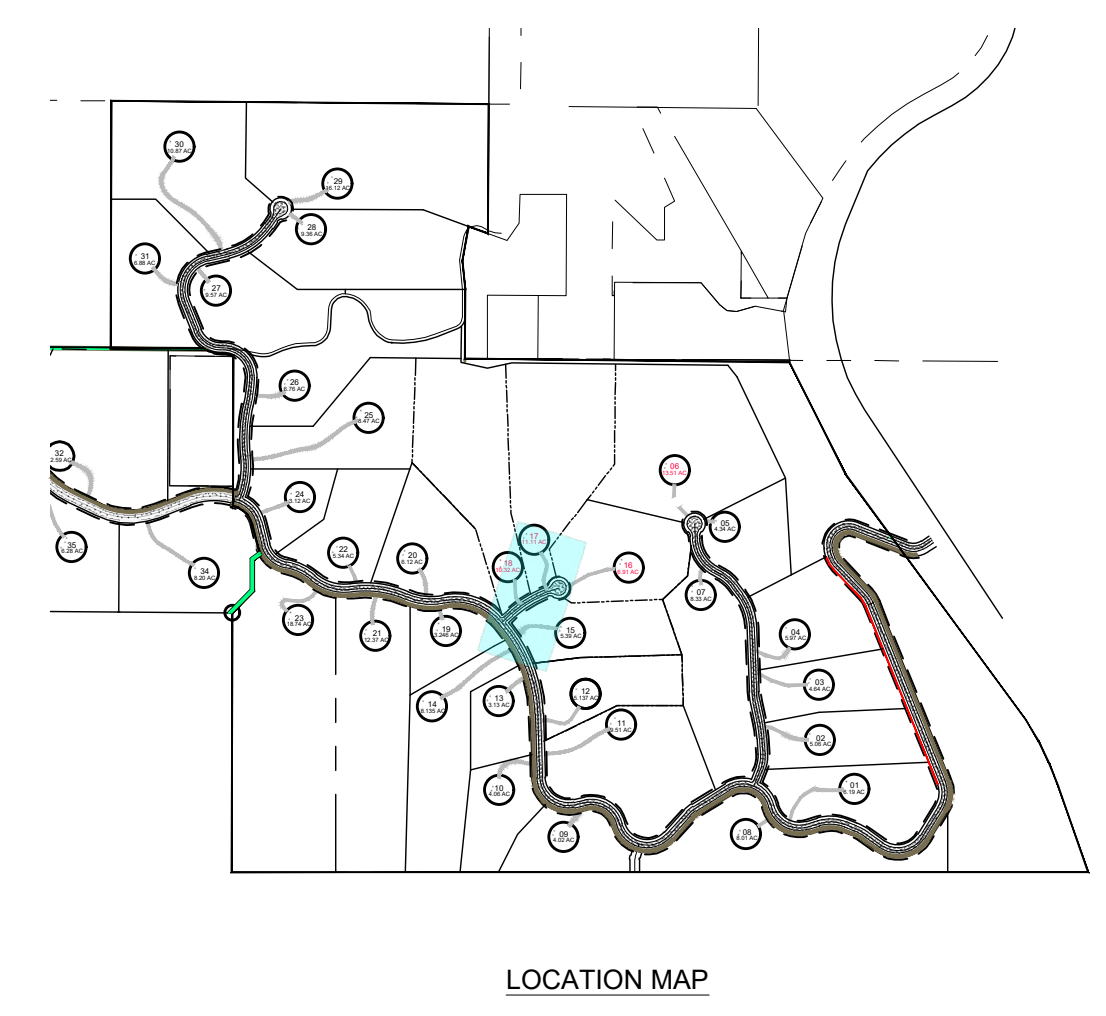 30
10.87 AC
29
16.12 AC
28
9.36 AC
31
6.88 AC
27
9.57 AC
26
6.76 AC
25
8.47 AC
32
2.59 AC
06
13.51 AC
24
5.12 AC
05
4.34 AC
17
11.11 AC
35
6.28 AC
22
5.34 AC
20
6.12 AC
18
10.32 AC
16
6.91 AC
34
8.20 AC
07
8.33 AC
23
18.74 AC
21
12.37 AC
19
3.246 AC
15
5.39 AC
04
5.97 AC
03
4.64 AC
14
8.135 AC
13
3.13 AC
12
5.137 AC
11
9.51 AC
02
5.06 AC
10
4.06 AC
01
6.19 AC
09
4.02 AC
08
8.01 AC
LOCATION MAP